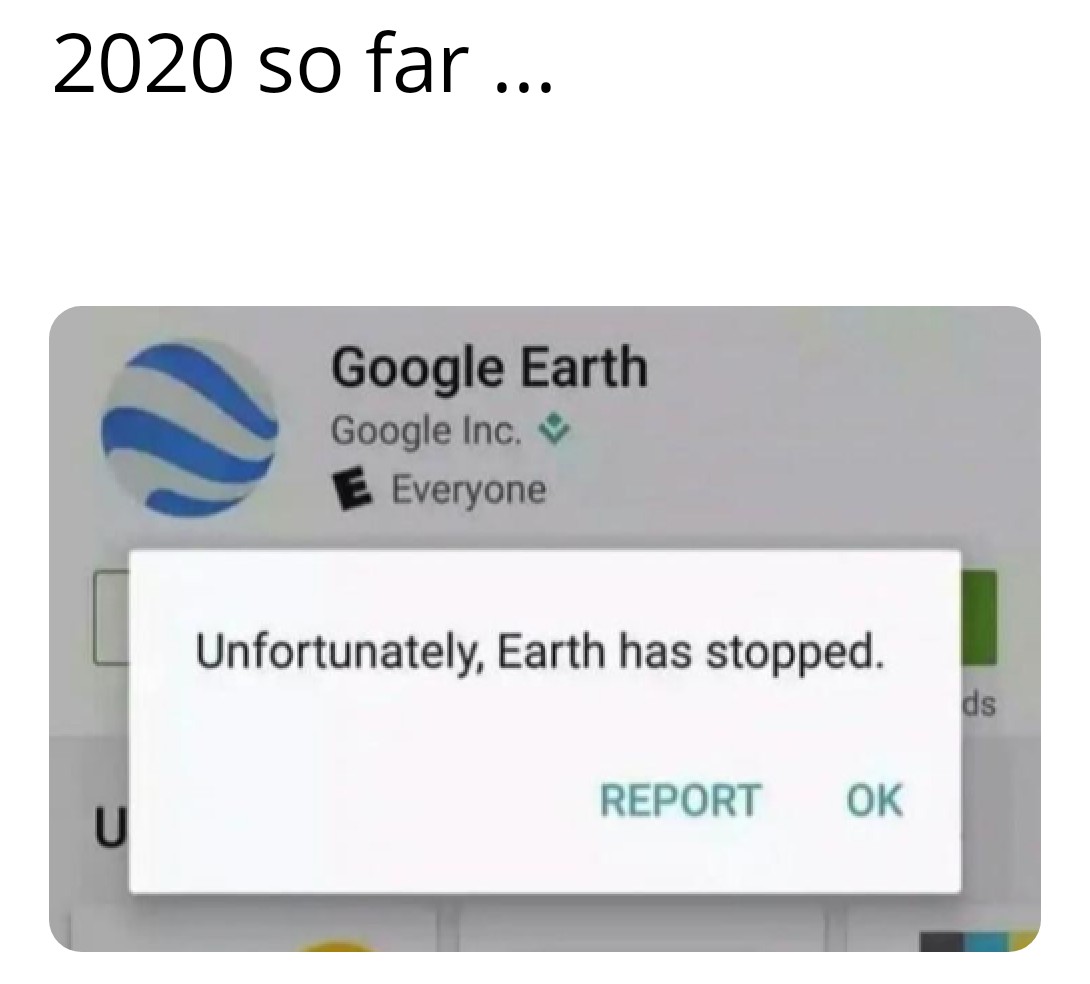 2020 so far ...
Google Earth
Google Inc.
E Everyone
Unfortunately, Earth has stopped.
ds
REPORT OK
U